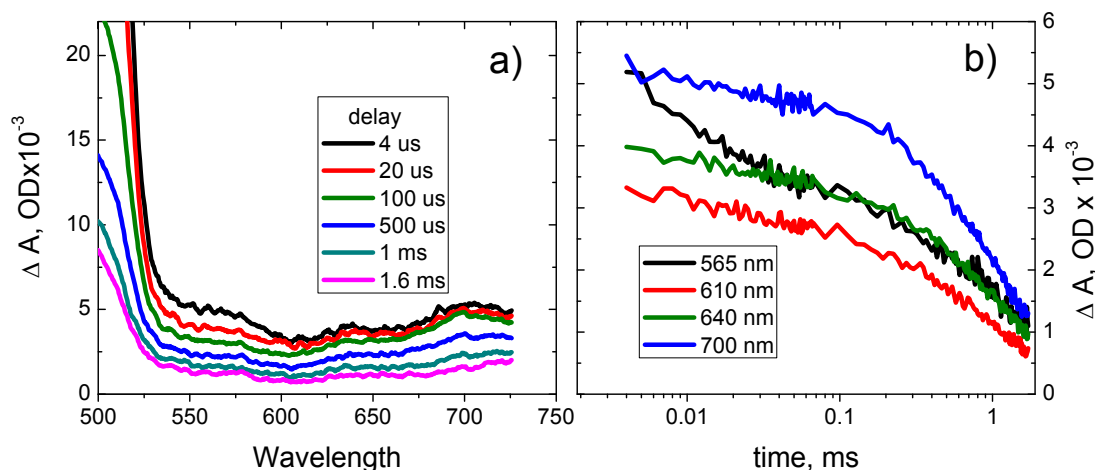 a)
delay
4 us
20 us
100 us
500 us
1 ms
1.6 ms
Δ A, ODx10⁻³
0
5
10
15
20
500 550 600 650 700 750
Wavelength
b)
565 nm
610 nm
640 nm
700 nm
0.01 0.1 1
time, ms
6
5
4
3
2
1
0
Δ A, OD x 10⁻³